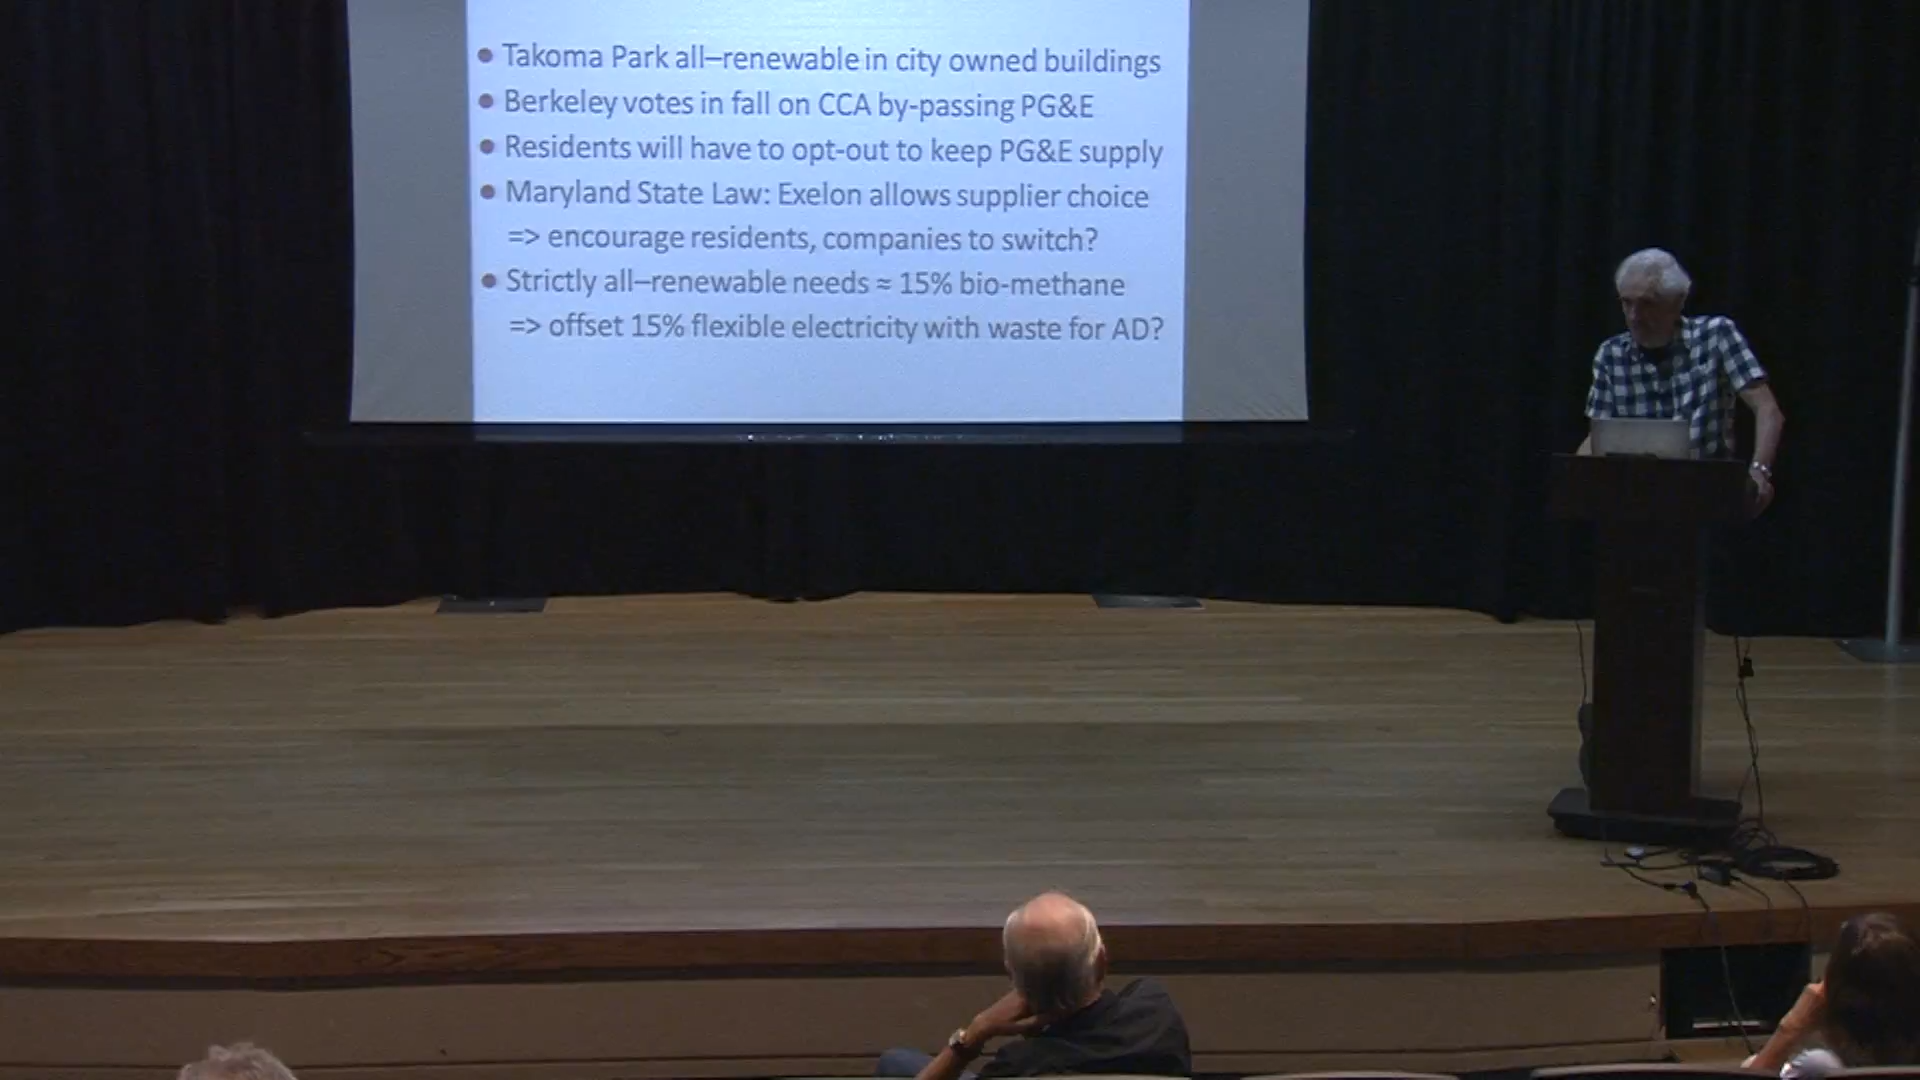 • Takoma Park all–renewable in city owned buildings
• Berkeley votes in fall on CCA by-passing PG&E
• Residents will have to opt-out to keep PG&E supply
• Maryland State Law: Exelon allows supplier choice
=> encourage residents, companies to switch?
• Strictly all–renewable needs ≈ 15% bio-methane
=> offset 15% flexible electricity with waste for AD?